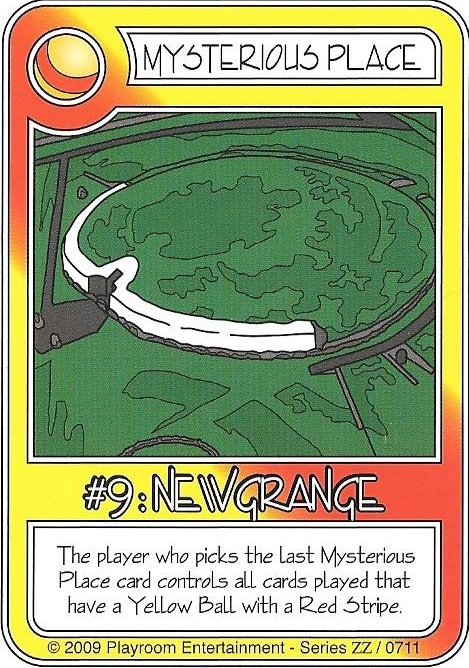 MYSTERIOUS PLACE
#9: NEWGRANGE
The player who picks the last Mysterious
Place card controls all cards played that
have a Yellow Ball with a Red Stripe.
© 2009 Playroom Entertainment - Series ZZ / 0711